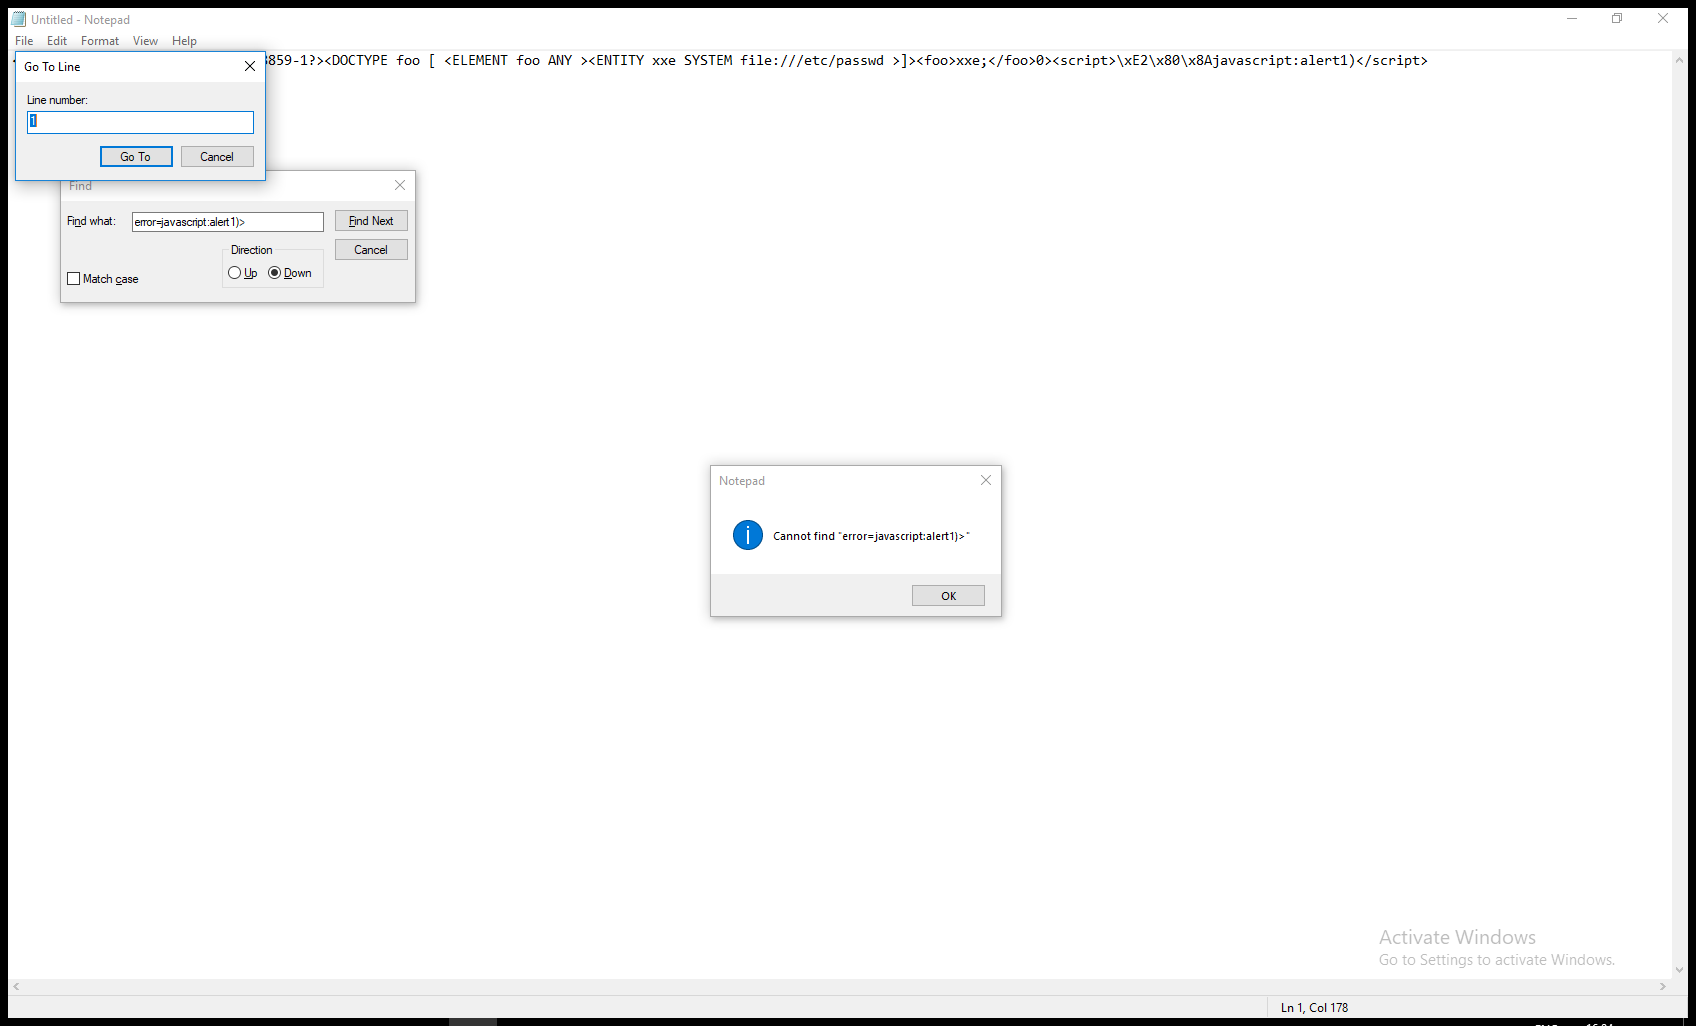 Untitled - Notepad
File Edit Format View Help
859-1?><DOCTYPE foo [ <ELEMENT foo ANY ><ENTITY xxe SYSTEM file:///etc/passwd >]><foo>xxe;</foo>0><script>\xE2\x80\x8Ajavascript:alert1)</script>
Go To Line
Line number:
1
Go To Cancel
Find
Find what: error=javascript:alert1)> Find Next
Direction Cancel
Up Down
Match case
Notepad
Cannot find "error=javascript:alert1)>"
OK
Activate Windows
Go to Settings to activate Windows.
Ln 1, Col 178